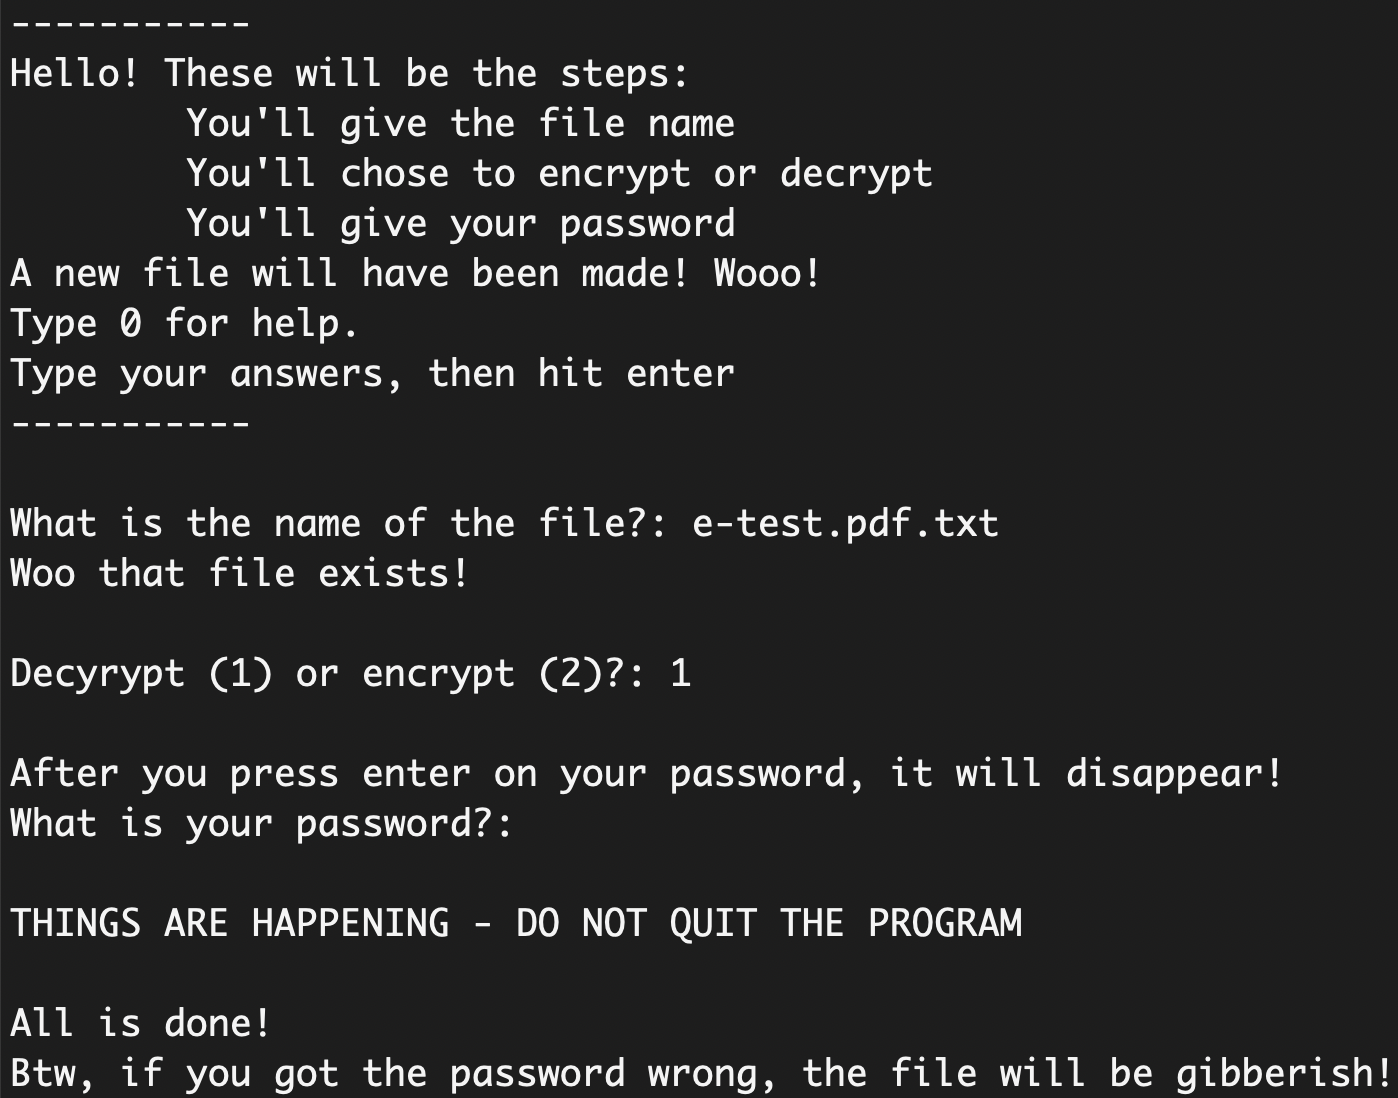 -----------
Hello! These will be the steps:
        You'll give the file name
        You'll chose to encrypt or decrypt
        You'll give your password
A new file will have been made! Wooo!
Type 0 for help.
Type your answers, then hit enter
-----------
What is the name of the file?: e-test.pdf.txt
Woo that file exists!
Decyrypt (1) or encrypt (2)?: 1
After you press enter on your password, it will disappear!
What is your password?:
THINGS ARE HAPPENING - DO NOT QUIT THE PROGRAM
All is done!
Btw, if you got the password wrong, the file will be gibberish!